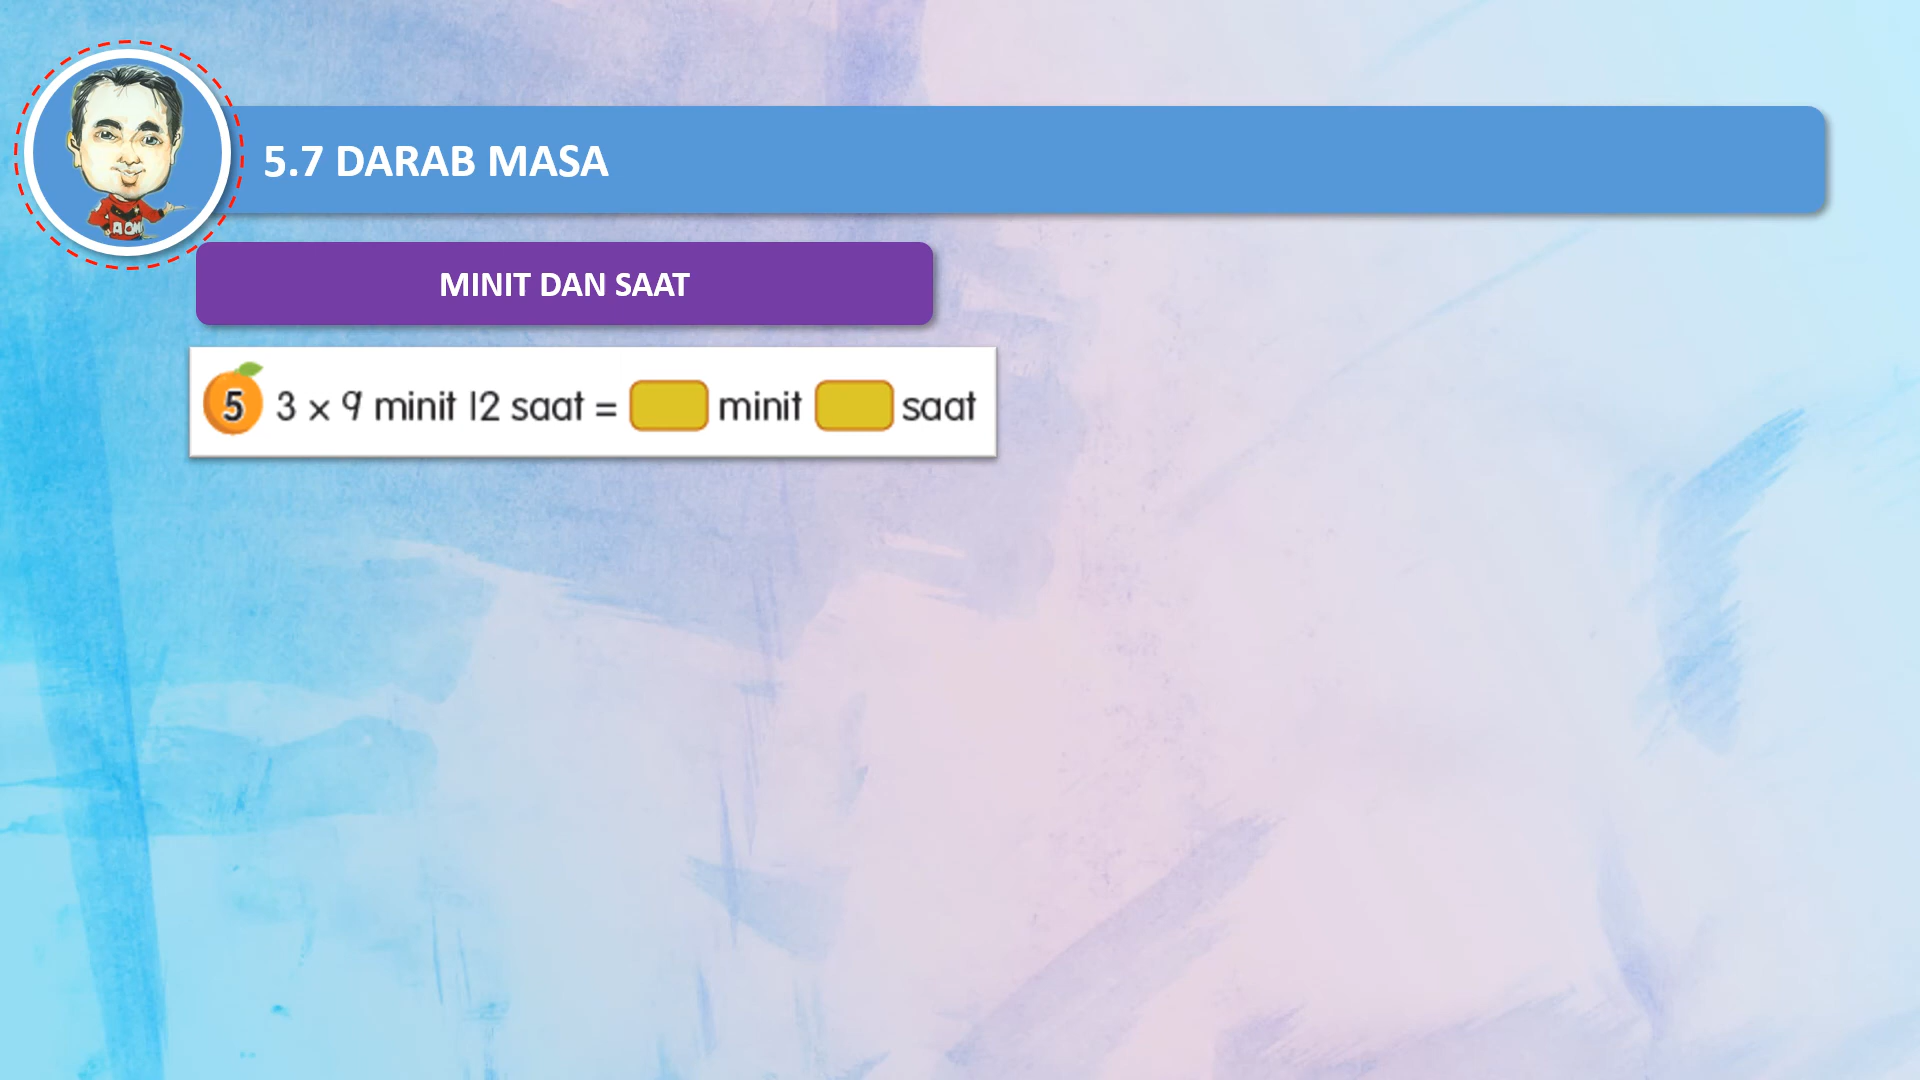 5.7 DARAB MASA
MINIT DAN SAAT
5 3 × 9 minit 12 saat = minit saat